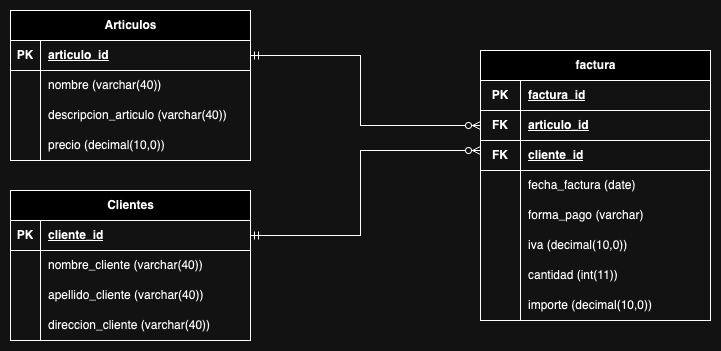 Articulos
PK articulo_id
nombre (varchar(40))
descripcion_articulo (varchar(40))
precio (decimal(10,0))
Clientes
PK cliente_id
nombre_cliente (varchar(40))
apellido_cliente (varchar(40))
direccion_cliente (varchar(40))
factura
PK factura_id
FK articulo_id
FK cliente_id
fecha_factura (date)
forma_pago (varchar)
iva (decimal(10,0))
cantidad (int(11))
importe (decimal(10,0))